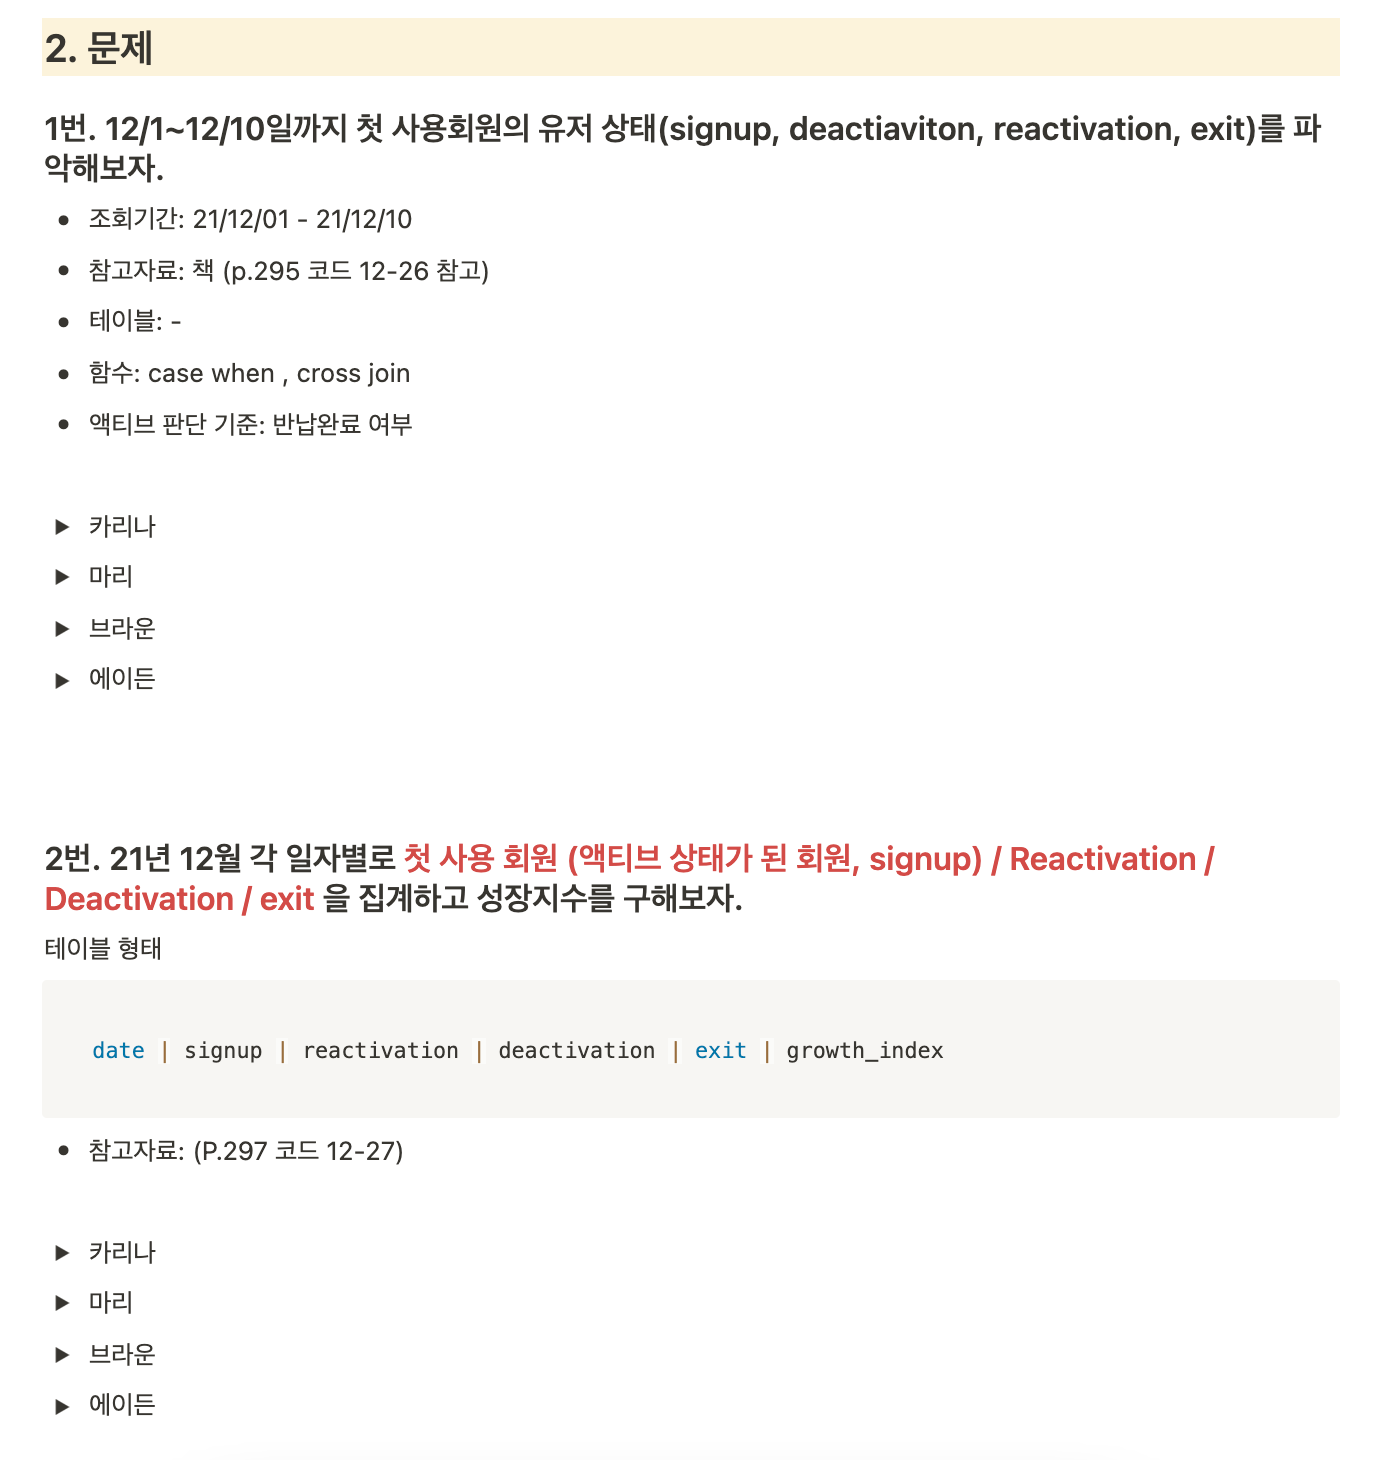 2. 문제
1번. 12/1~12/10일까지 첫 사용회원의 유저 상태(signup, deactiaviton, reactivation, exit)를 파
악해보자.
• 조회기간: 21/12/01 - 21/12/10
• 참고자료: 책 (p.295 코드 12-26 참고)
• 테이블: -
• 함수: case when , cross join
• 액티브 판단 기준: 반납완료 여부
▶ 카리나
▶ 마리
▶ 브라운
▶ 에이든
2번. 21년 12월 각 일자별로 첫 사용 회원 (액티브 상태가 된 회원, signup) / Reactivation /
Deactivation / exit 을 집계하고 성장지수를 구해보자.
테이블 형태
date | signup | reactivation | deactivation | exit | growth_index
• 참고자료: (P.297 코드 12-27)
▶ 카리나
▶ 마리
▶ 브라운
▶ 에이든